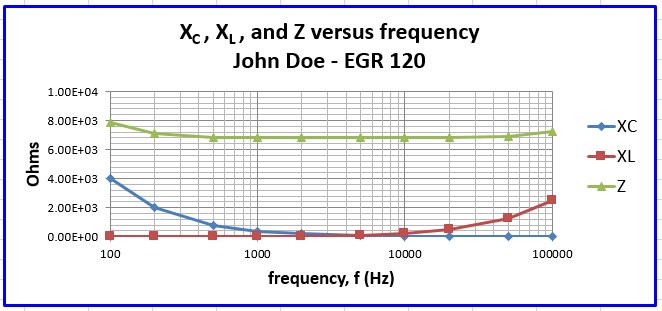 XC , XL , and Z versus frequency
John Doe - EGR 120
1.00E+04
8.00E+03
6.00E+03
4.00E+03
2.00E+03
0.00E+00
Ohms
100
1000
10000
100000
frequency, f (Hz)
XC
XL
Z